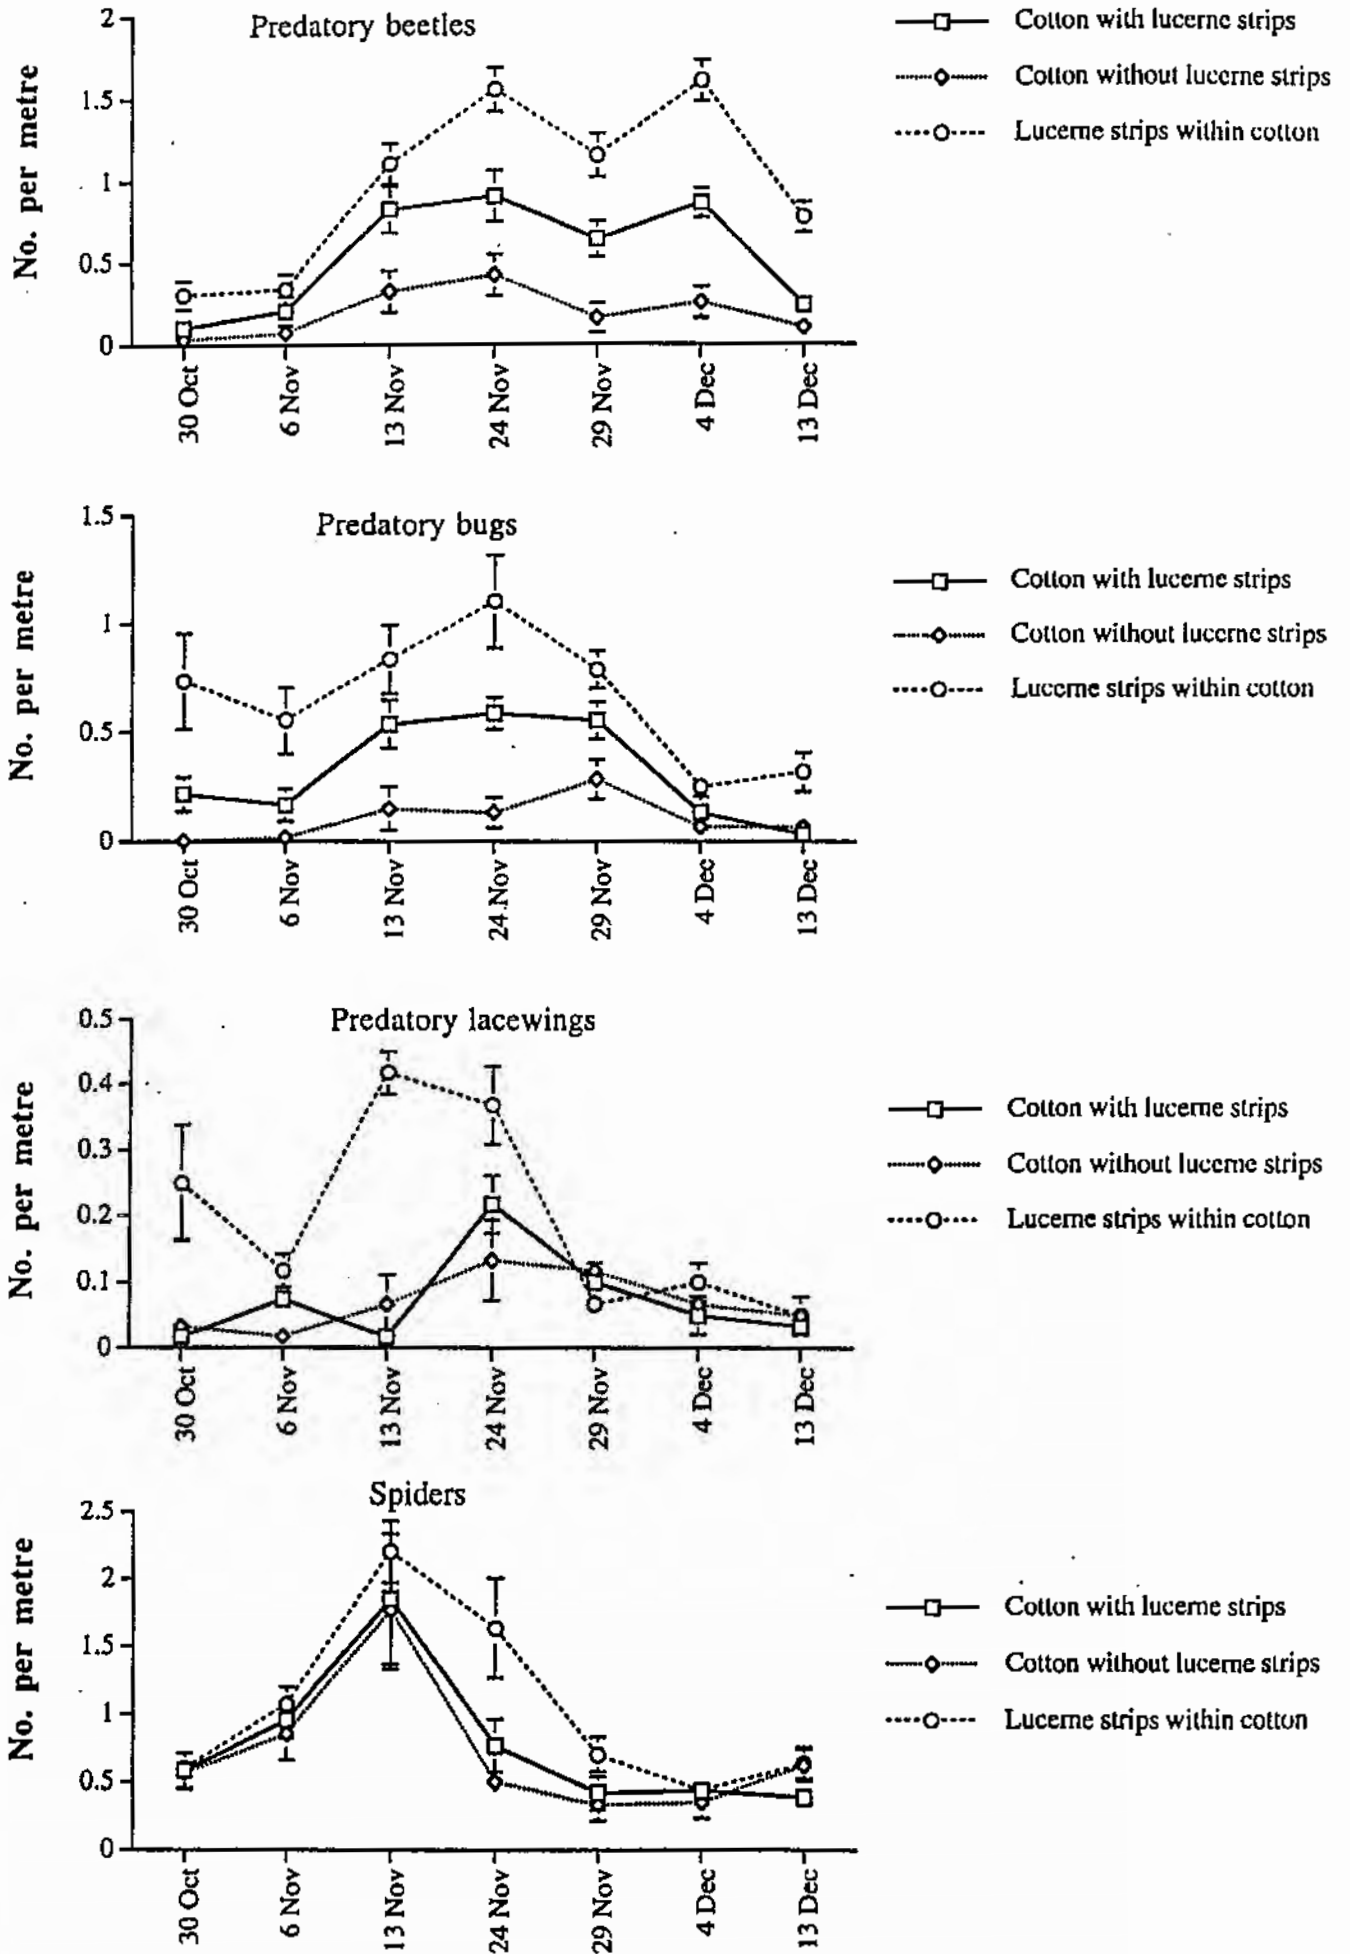 Predatory beetles
No. per metre
2
1.5
1
0.5
0
30 Oct
6 Nov
13 Nov
24 Nov
29 Nov
4 Dec
13 Dec
Cotton with lucerne strips
Cotton without lucerne strips
Lucerne strips within cotton
Predatory bugs
No. per metre
1.5
1
0.5
0
30 Oct
6 Nov
13 Nov
24 Nov
29 Nov
4 Dec
13 Dec
Cotton with lucerne strips
Cotton without lucerne strips
Lucerne strips within cotton
Predatory lacewings
No. per metre
0.5
0.4
0.3
0.2
0.1
0
30 Oct
6 Nov
13 Nov
24 Nov
29 Nov
4 Dec
13 Dec
Cotton with lucerne strips
Cotton without lucerne strips
Lucerne strips within cotton
Spiders
No. per metre
2.5
2
1.5
1
0.5
0
30 Oct
6 Nov
13 Nov
24 Nov
29 Nov
4 Dec
13 Dec
Cotton with lucerne strips
Cotton without lucerne strips
Lucerne strips within cotton